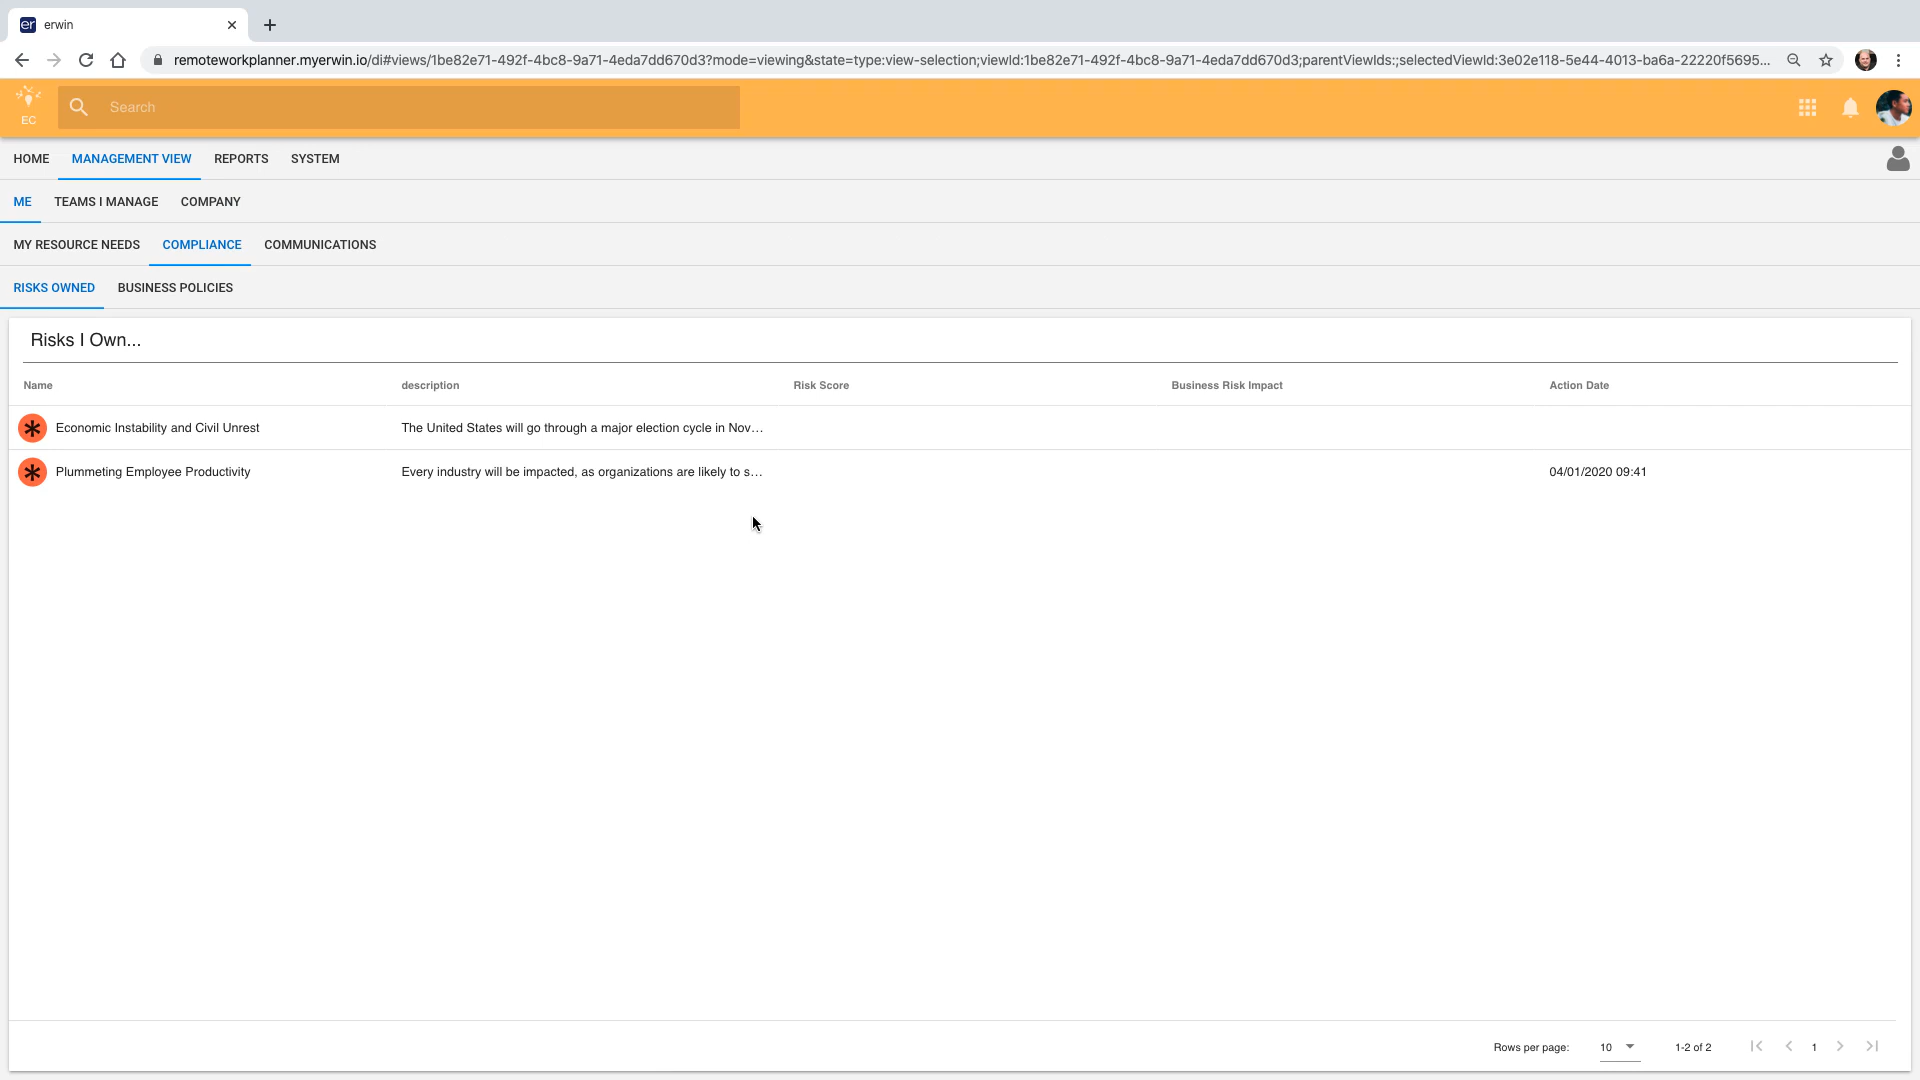 er erwin
remoteworkplanner.myerwin.io/di#views/1be82e71-492f-4bc8-9a71-4eda7dd670d3?mode=viewing&state=type:view-selection;viewId:1be82e71-492f-4bc8-9a71-4eda7dd670d3;parentViewIds:;selectedViewId:3e02e118-5e44-4013-ba6a-22220f5695...
EC Search
HOME MANAGEMENT VIEW REPORTS SYSTEM
ME TEAMS I MANAGE COMPANY
MY RESOURCE NEEDS COMPLIANCE COMMUNICATIONS
RISKS OWNED BUSINESS POLICIES
Risks I Own...
Name description Risk Score Business Risk Impact Action Date
Economic Instability and Civil Unrest The United States will go through a major election cycle in Nov...
Plummeting Employee Productivity Every industry will be impacted, as organizations are likely to s... 04/01/2020 09:41
Rows per page: 10 1-2 of 2 1